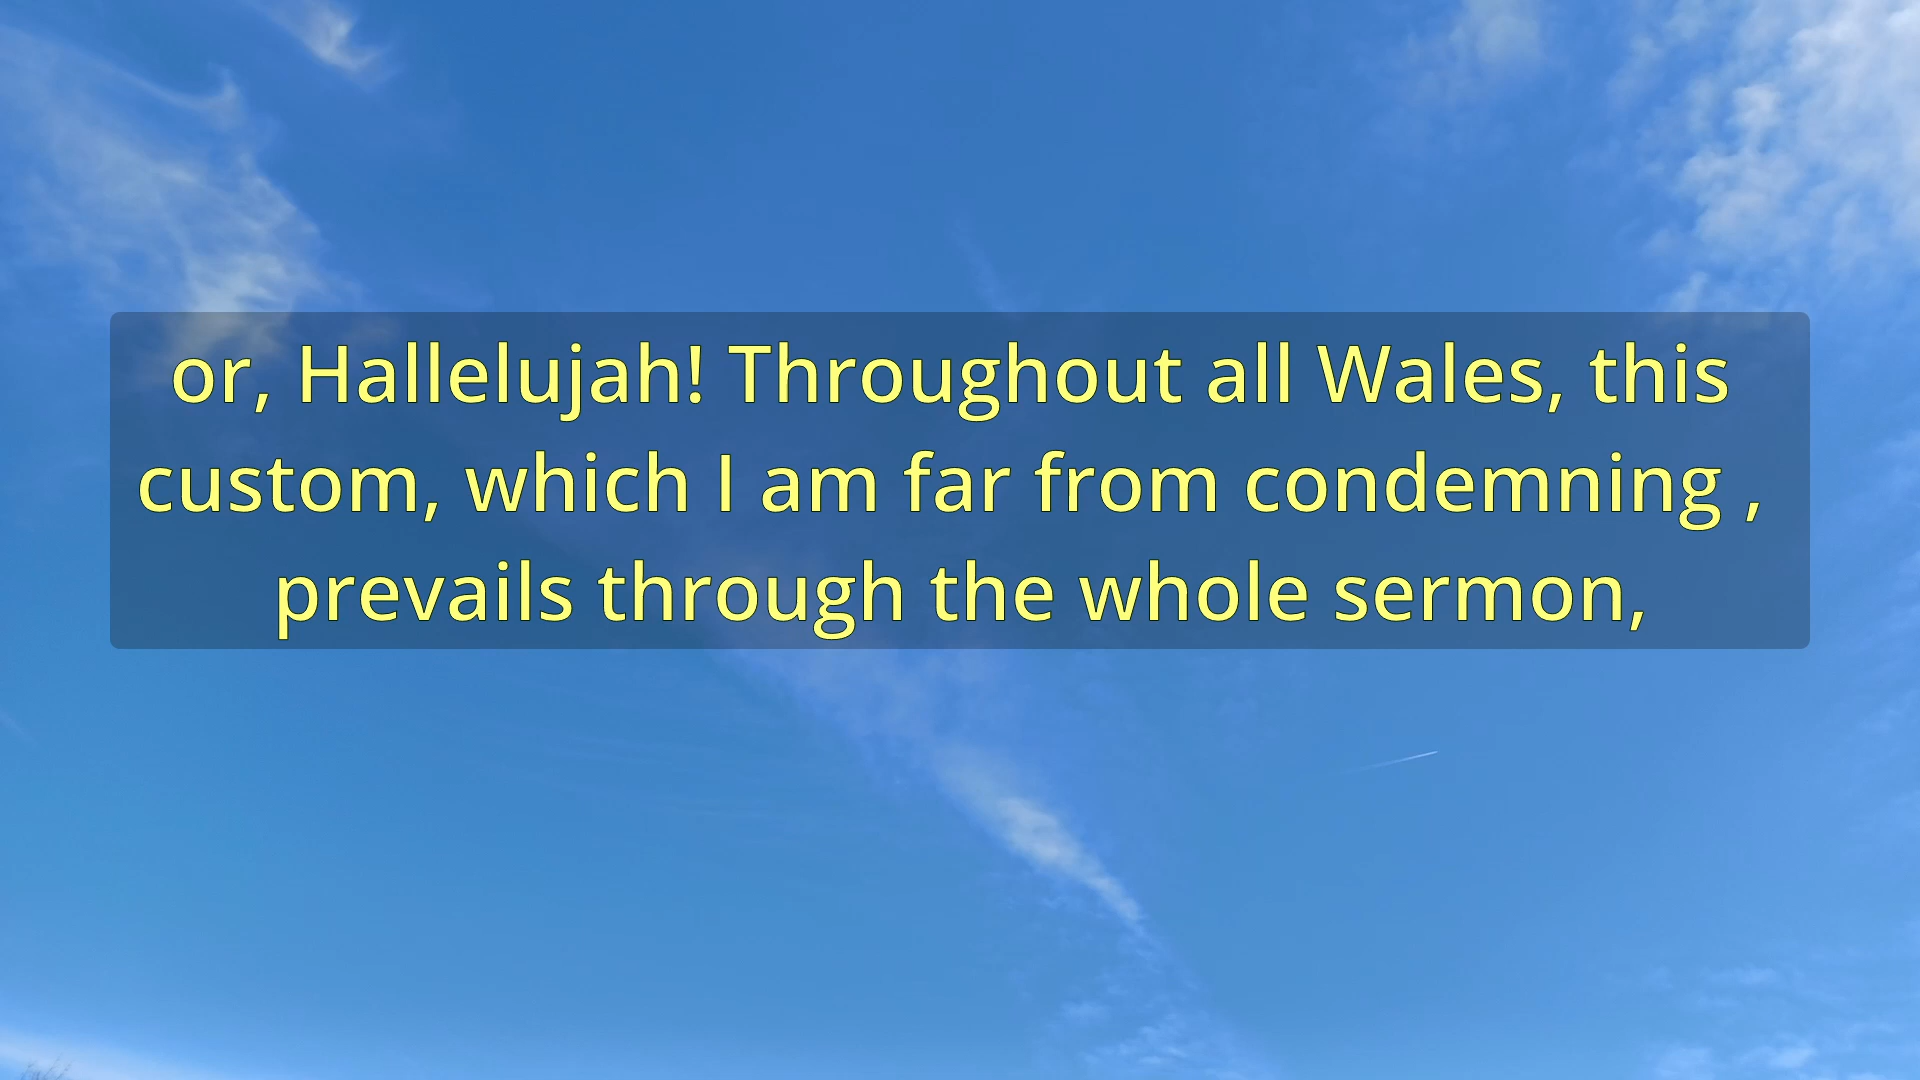 or, Hallelujah! Throughout all Wales, this
custom, which I am far from condemning ,
prevails through the whole sermon,